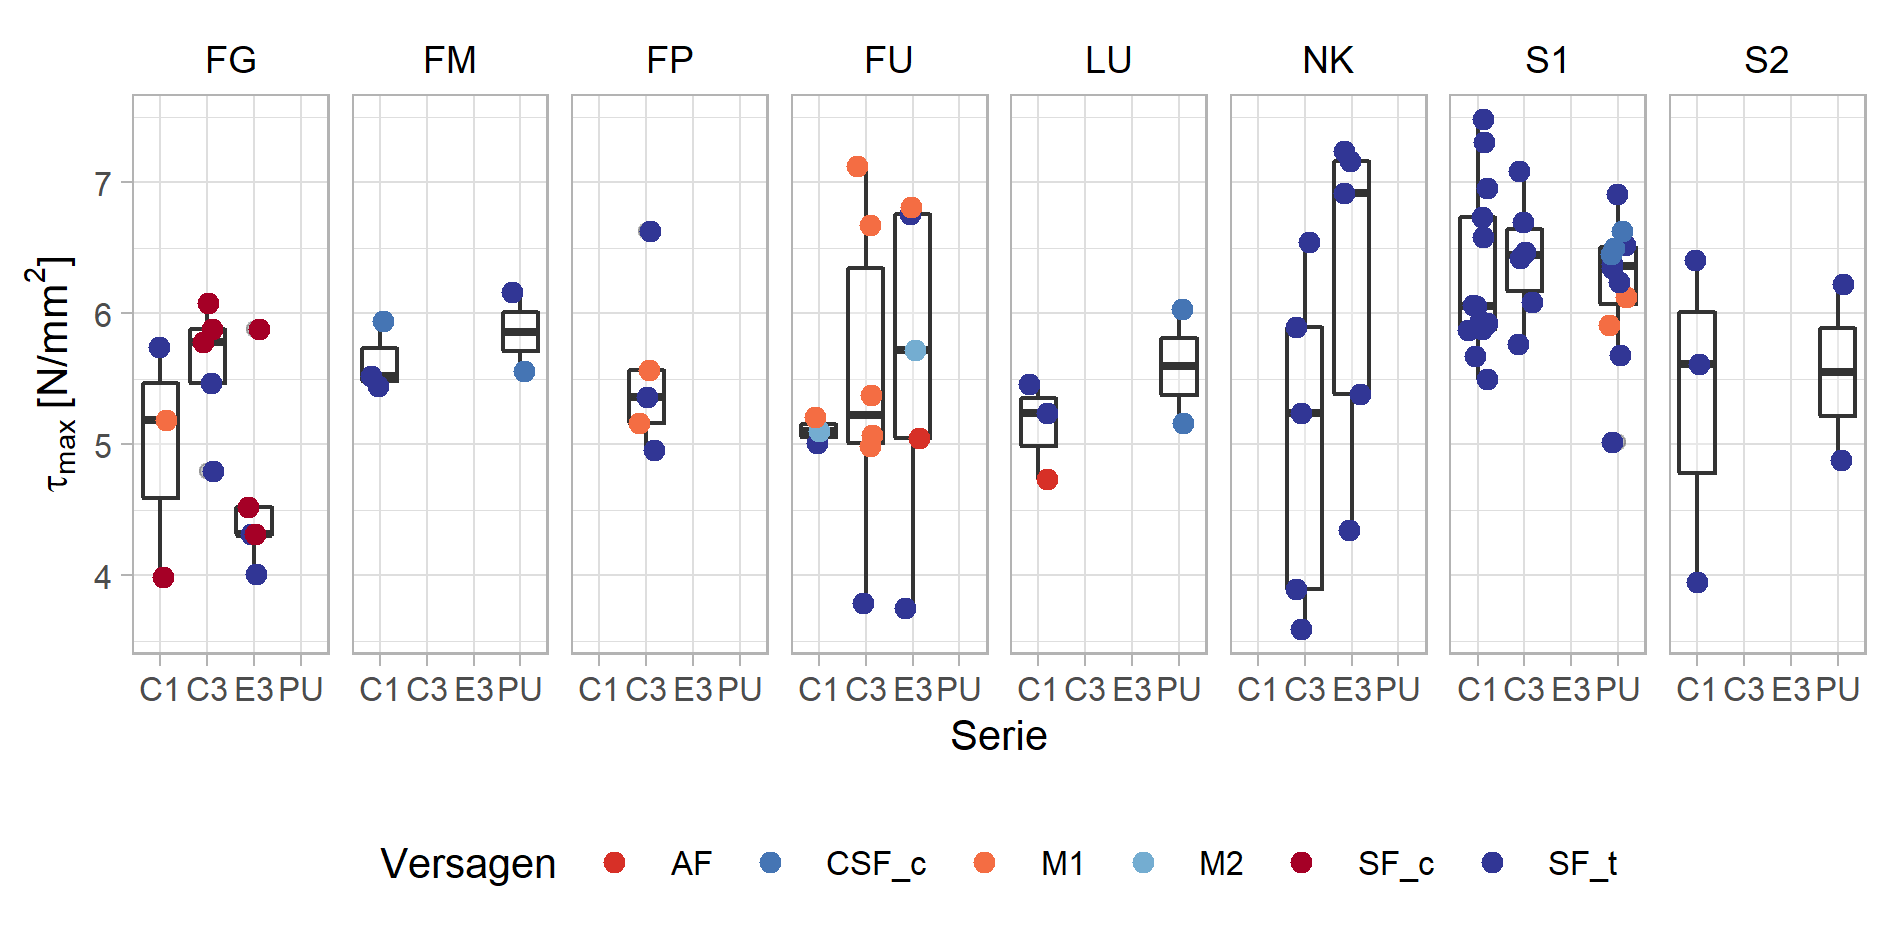 FG FM FP FU LU NK S1 S2
τmax [N/mm²]
7
6
5
4
C1 C3 E3 PU C1 C3 E3 PU C1 C3 E3 PU C1 C3 E3 PU C1 C3 E3 PU C1 C3 E3 PU C1 C3 E3 PU C1 C3 E3 PU
Serie
Versagen AF CSF_c M1 M2 SF_c SF_t